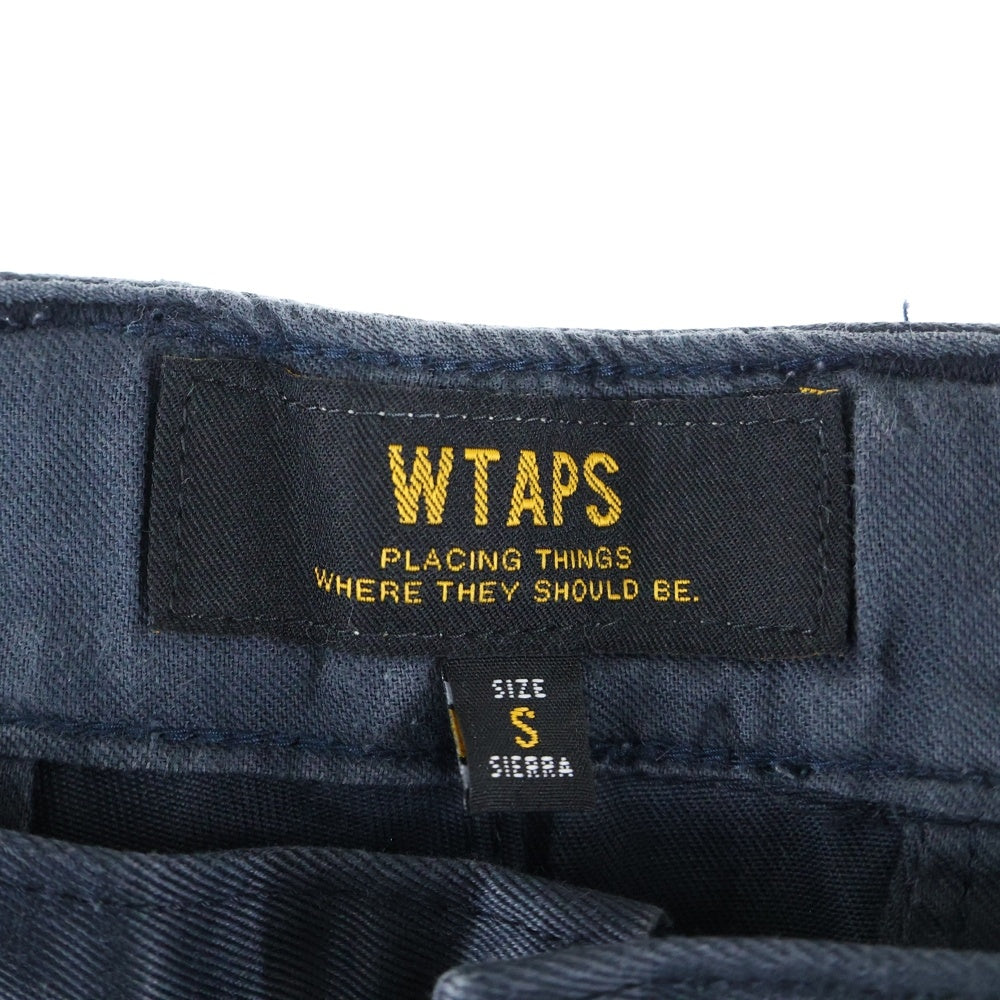 WTAPS
PLACING THINGS
WHERE THEY SHOULD BE.
SIZE
S
SIERRA